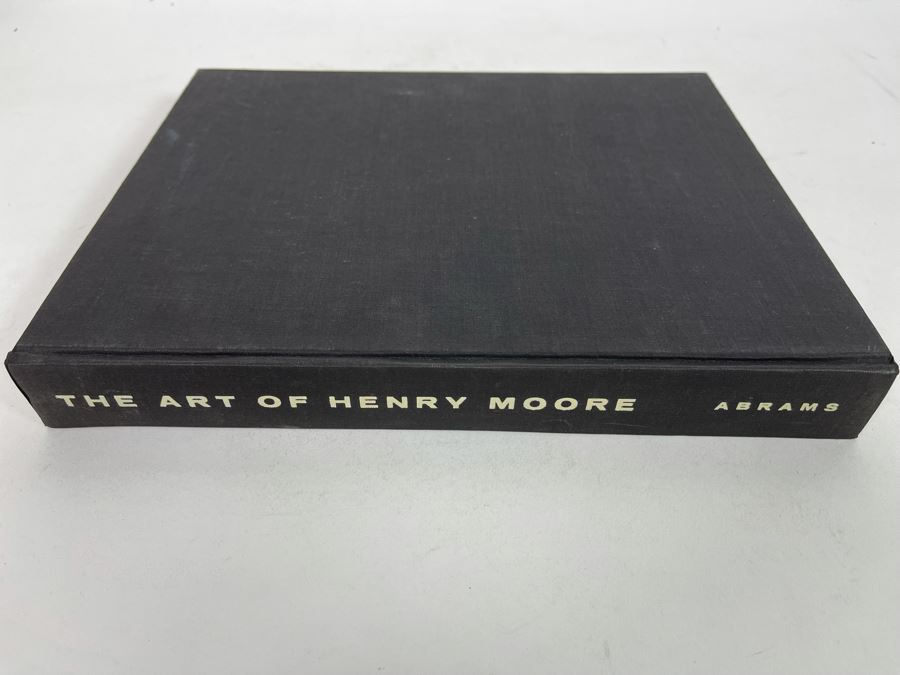 THE ART OF HENRY MOORE ABRAMS